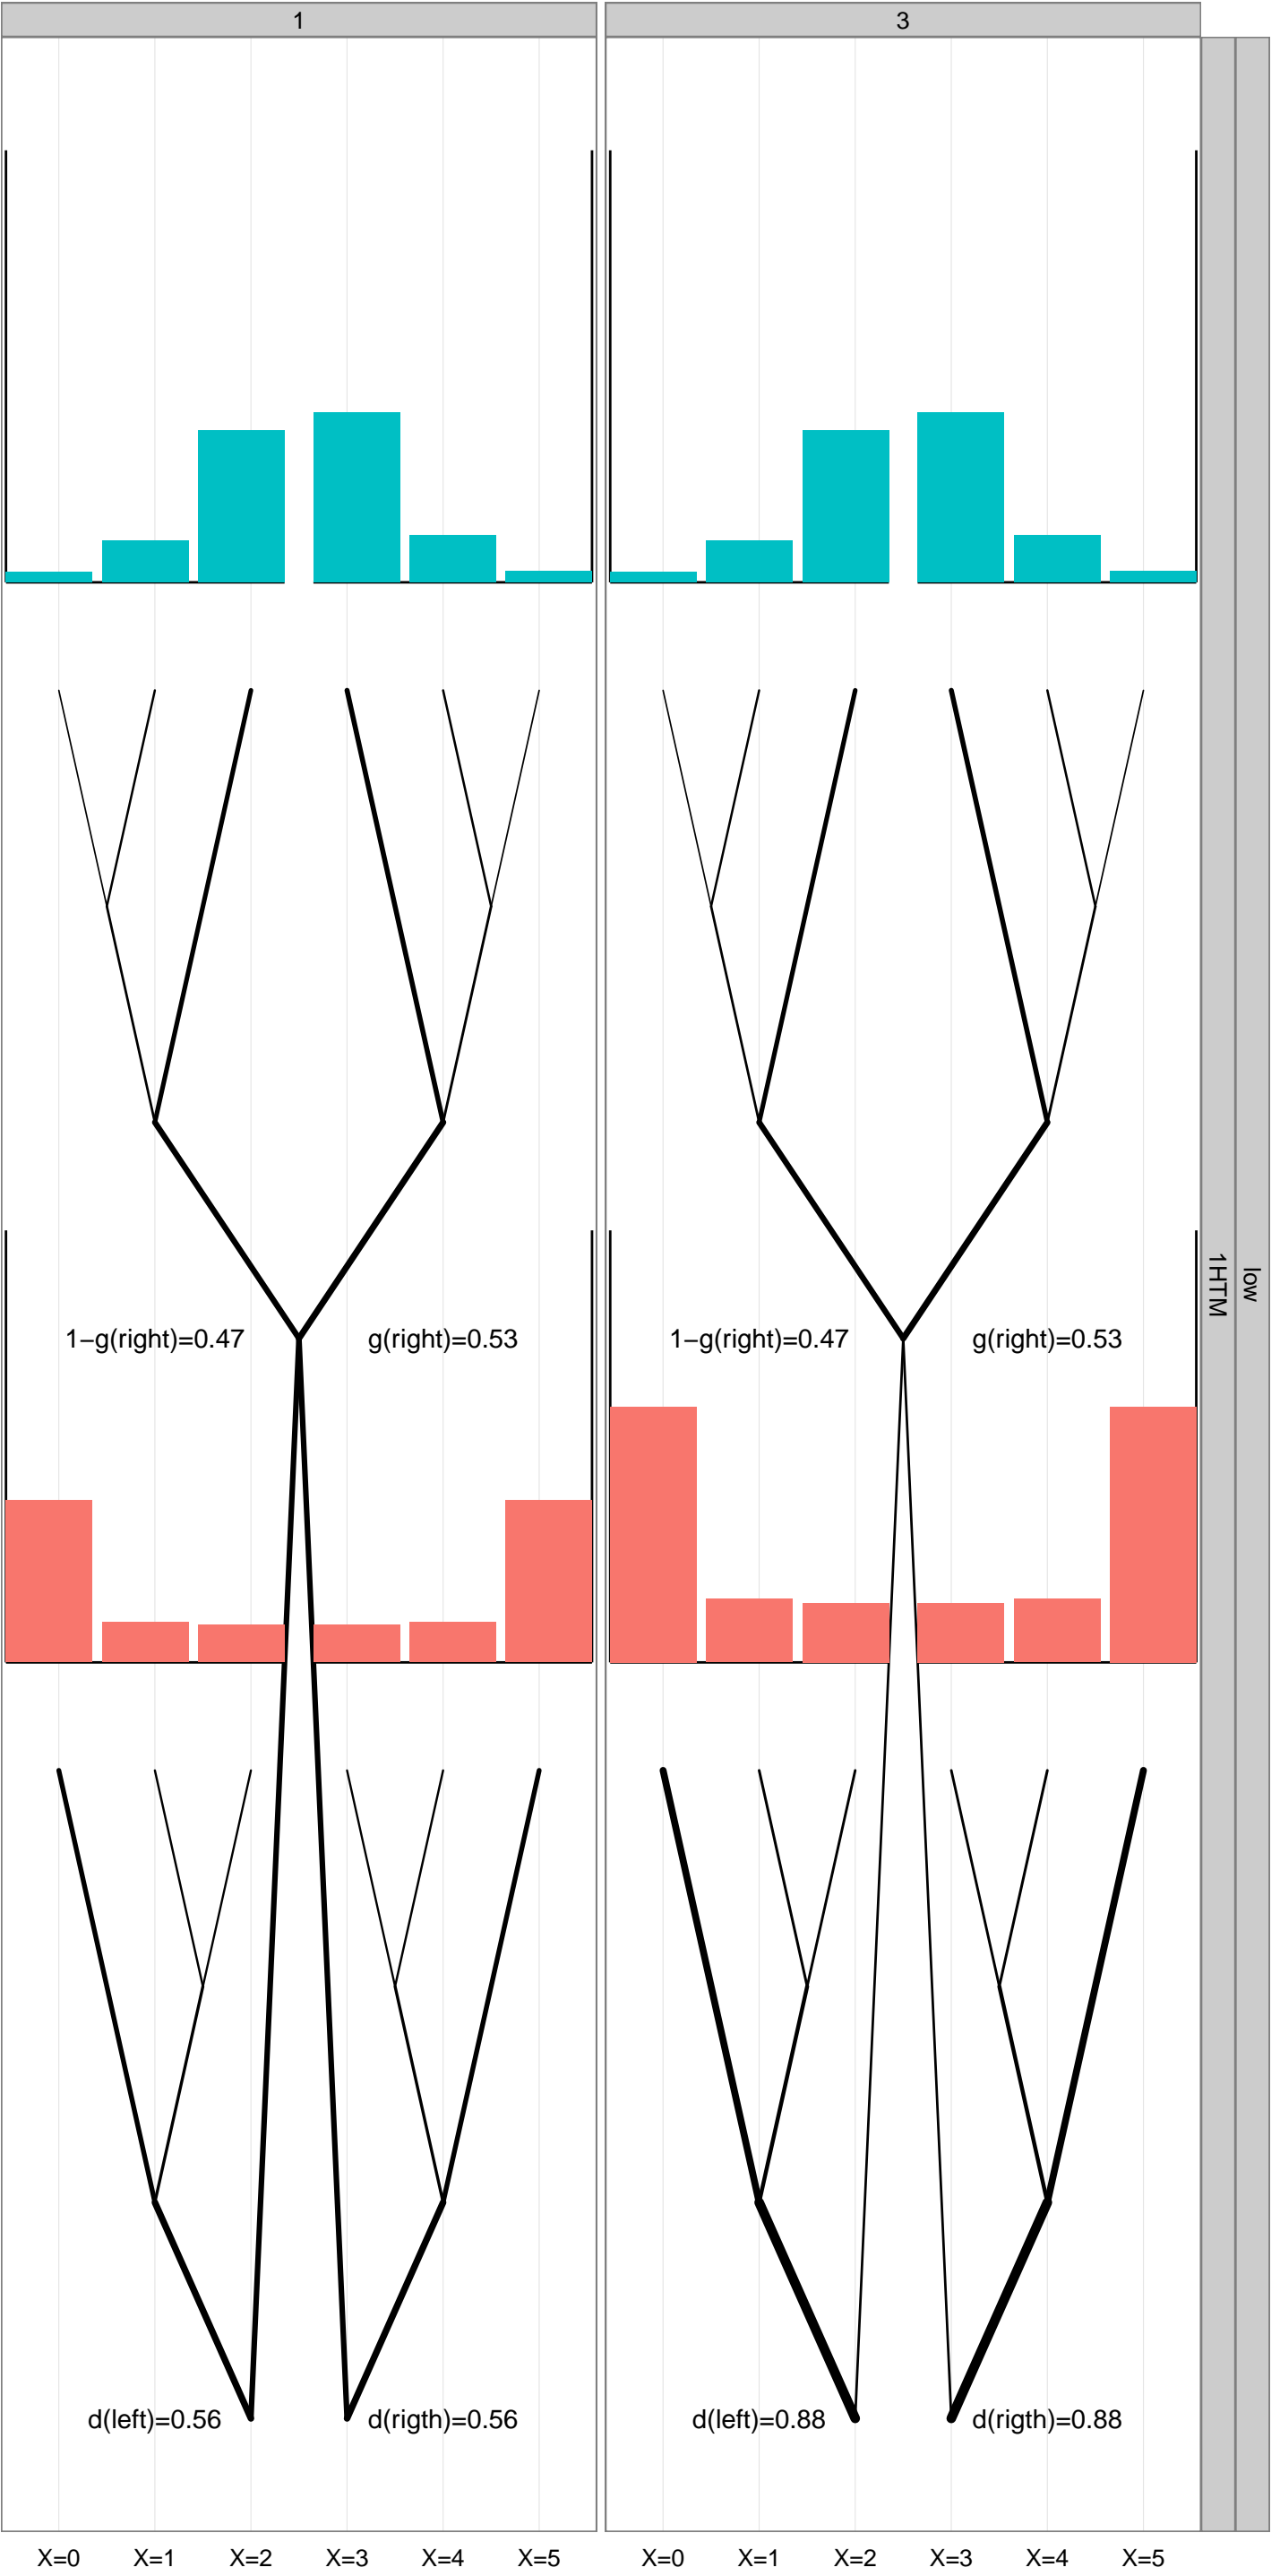 1 3
low
1HTM
1−g(right)=0.47 g(right)=0.53 1−g(right)=0.47 g(right)=0.53
d(left)=0.56 d(rigth)=0.56 d(left)=0.88 d(rigth)=0.88
X=0 X=1 X=2 X=3 X=4 X=5 X=0 X=1 X=2 X=3 X=4 X=5